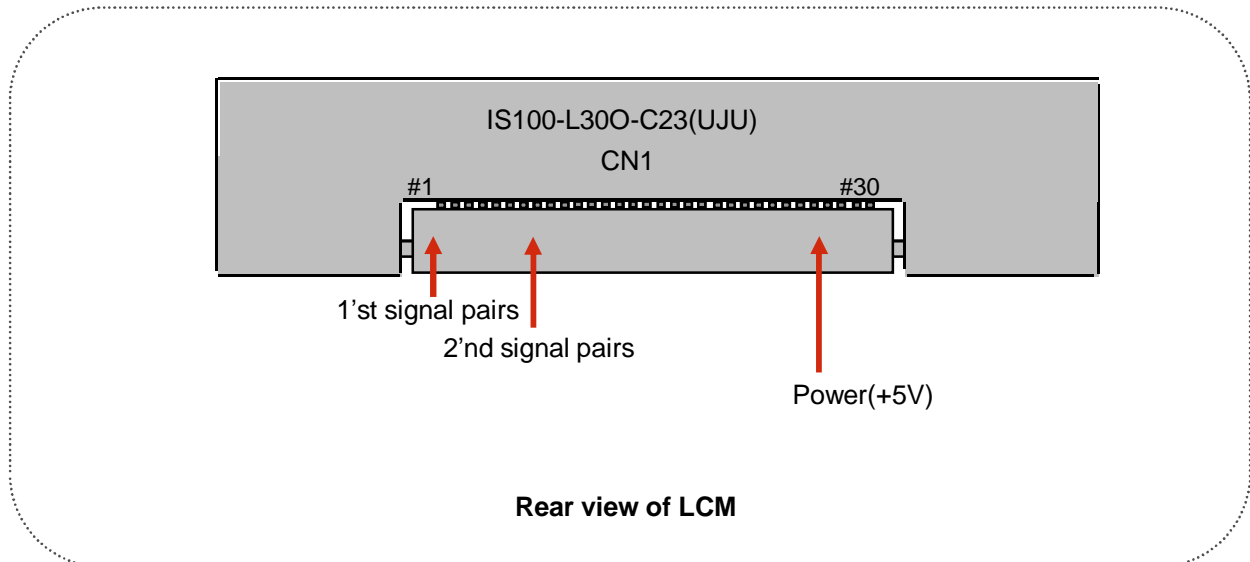 IS100-L30O-C23(UJU)
CN1
#1 #30
1’st signal pairs
2’nd signal pairs
Power(+5V)
Rear view of LCM